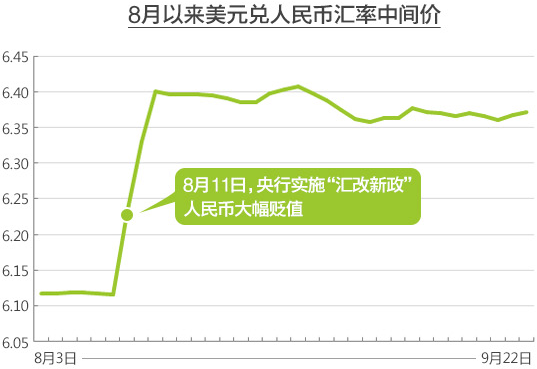 8月以来美元兑人民币汇率中间价
6.45
6.40
6.35
6.30
6.25
6.20
6.15
6.10
6.05
8月11日，央行实施“汇改新政”
人民币大幅贬值
8月3日
9月22日